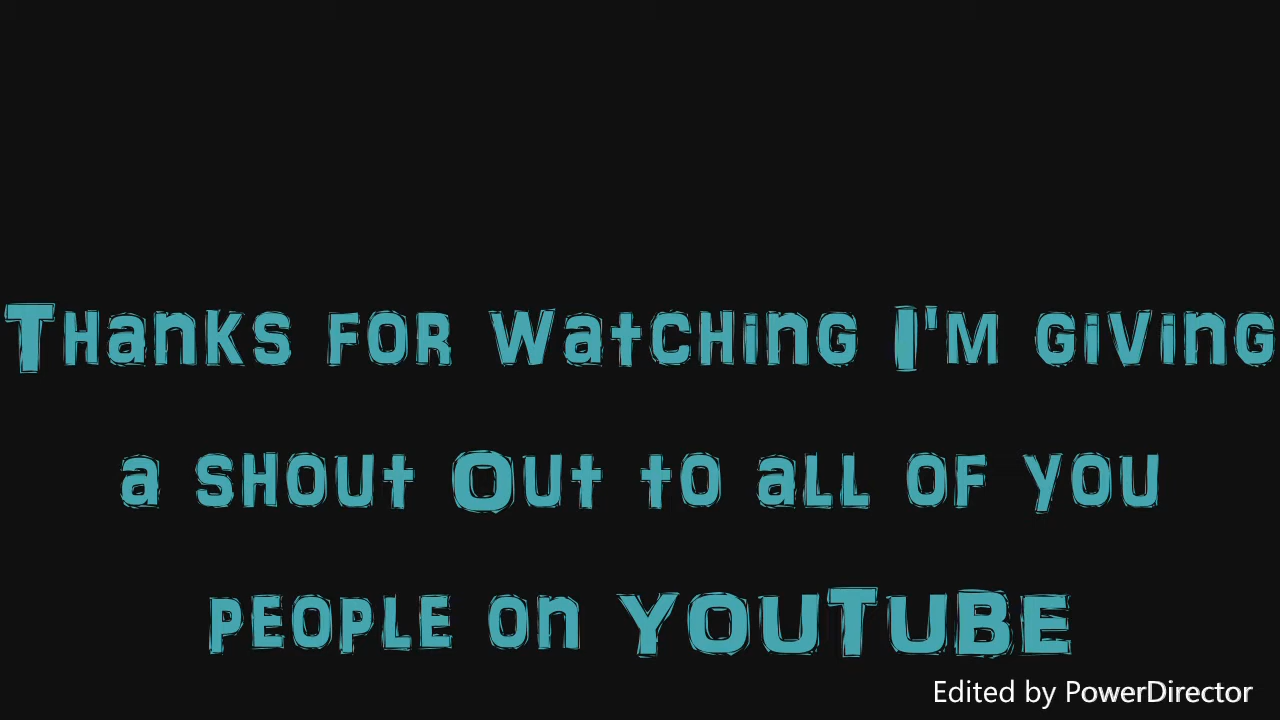 Thanks for watching I'm giving
a shout Out to all of you
people on YOUTUBE
Edited by PowerDirector